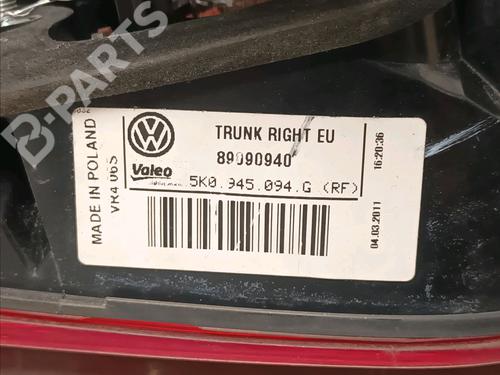 MADE IN POLAND
VR4 06S
TRUNK RIGHT EU
89090940
Valeo
5K0.945.094.G (RF)
16:20:36
04.03.2011
B-PARTS